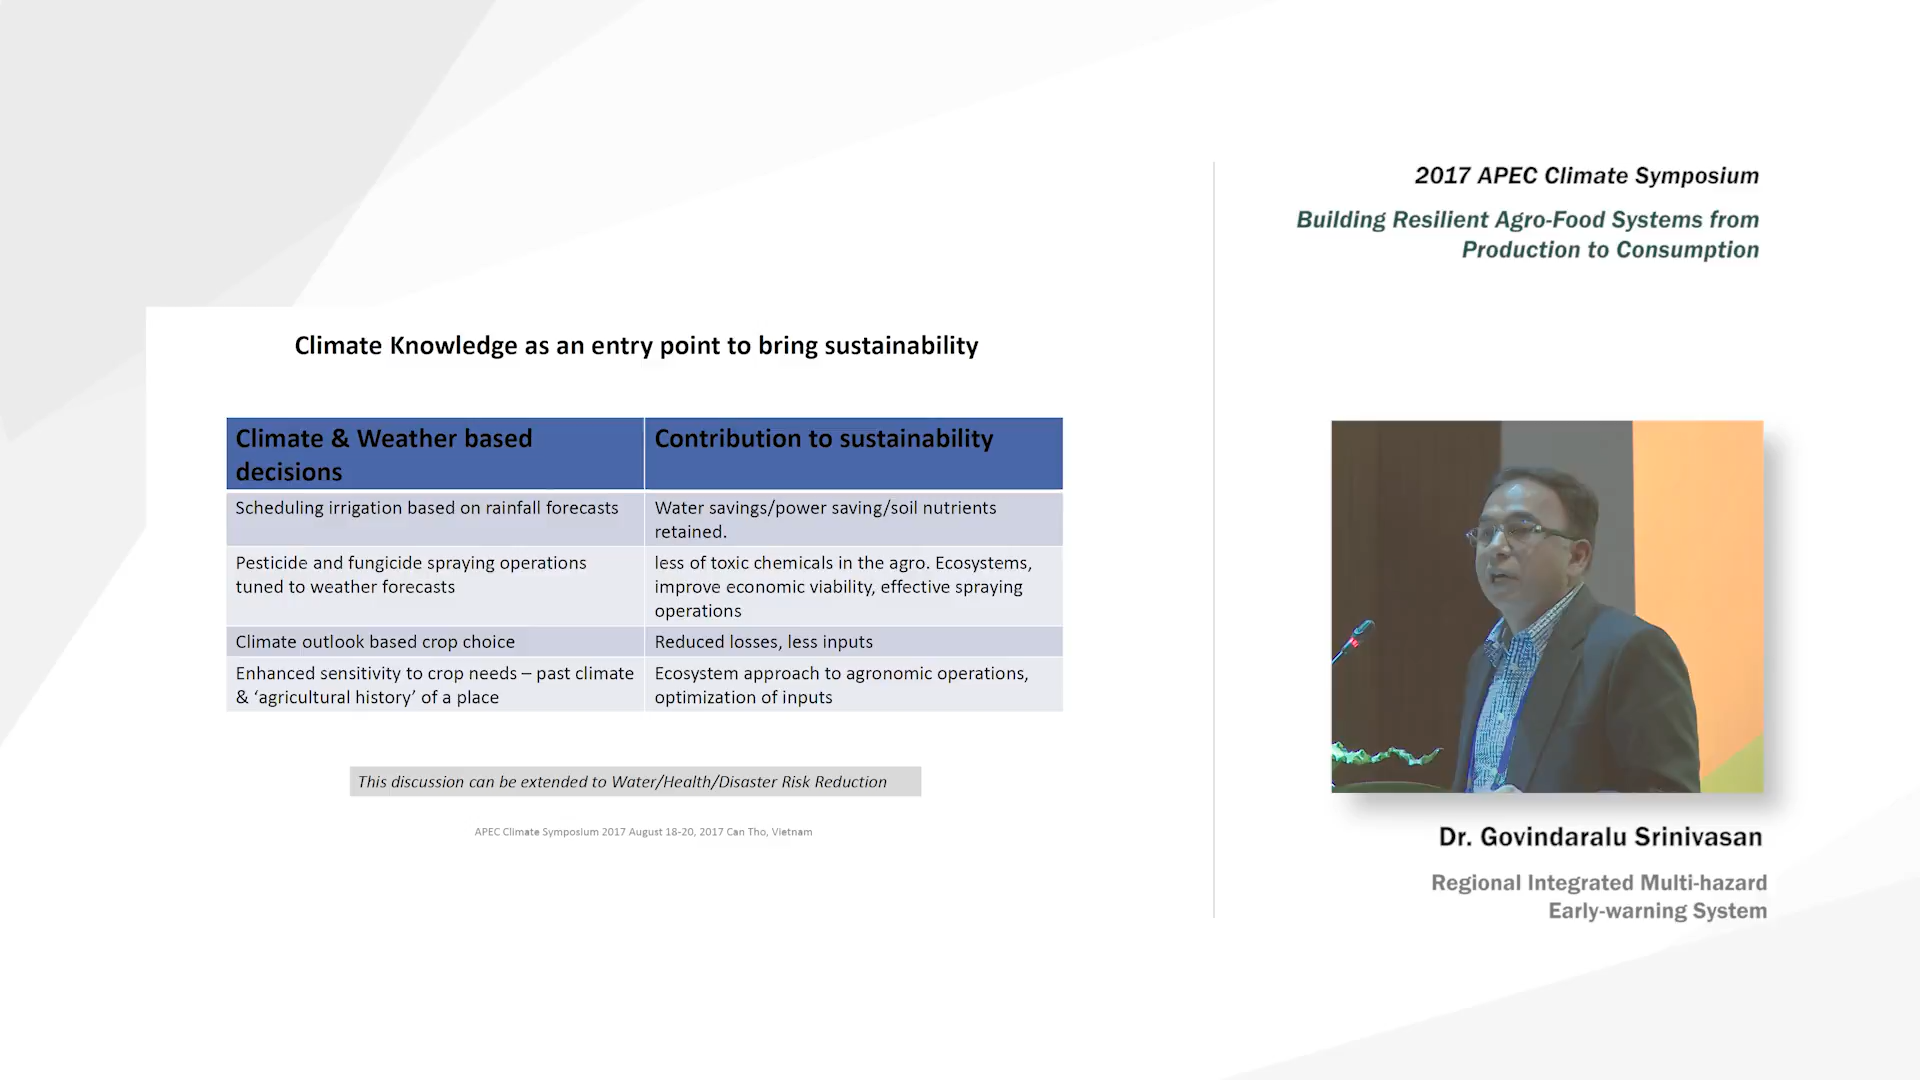 2017 APEC Climate Symposium
Building Resilient Agro-Food Systems from
Production to Consumption
Climate Knowledge as an entry point to bring sustainability
Climate & Weather based
decisions
Contribution to sustainability
Scheduling irrigation based on rainfall forecasts
Water savings/power saving/soil nutrients
retained.
Pesticide and fungicide spraying operations
tuned to weather forecasts
less of toxic chemicals in the agro. Ecosystems,
improve economic viability, effective spraying
operations
Climate outlook based crop choice
Reduced losses, less inputs
Enhanced sensitivity to crop needs – past climate
& ‘agricultural history’ of a place
Ecosystem approach to agronomic operations,
optimization of inputs
This discussion can be extended to Water/Health/Disaster Risk Reduction
APEC Climate Symposium 2017 August 18-20, 2017 Can Tho, Vietnam
Dr. Govindaralu Srinivasan
Regional Integrated Multi-hazard
Early-warning System